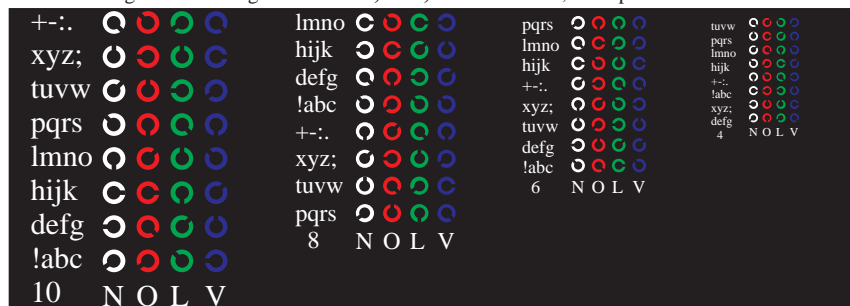 +-:.
xyz;
tuvw
pqrs
lmno
hijk
defg
!abc
10 N O L V
lmno
hijk
defg
!abc
+-:.
xyz;
tuvw
pqrs
8 N O L V
pqrs
lmno
hijk
+-:.
xyz;
tuvw
defg
!abc
6 N O L V
tuvw
pqrs
lmno
hijk
+-:.
!abc
xyz;
defg
4 N O L V